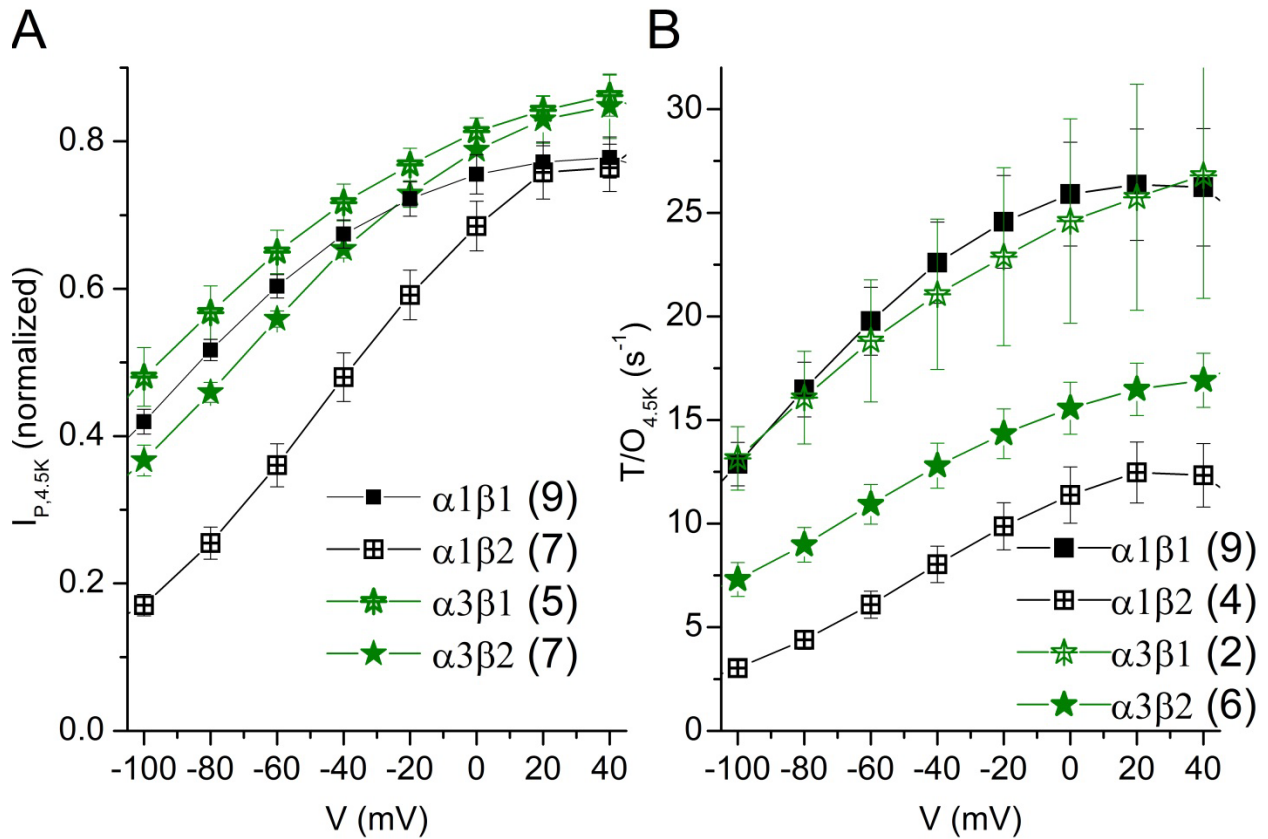 A
I_P,4.5K (normalized)
0.8
0.6
0.4
0.2
0.0
-100 -80 -60 -40 -20 0 20 40
V (mV)
α1β1 (9)
α1β2 (7)
α3β1 (5)
α3β2 (7)
B
T/O_4.5K (s⁻¹)
30
25
20
15
10
5
0
-100 -80 -60 -40 -20 0 20 40
V (mV)
α1β1 (9)
α1β2 (4)
α3β1 (2)
α3β2 (6)